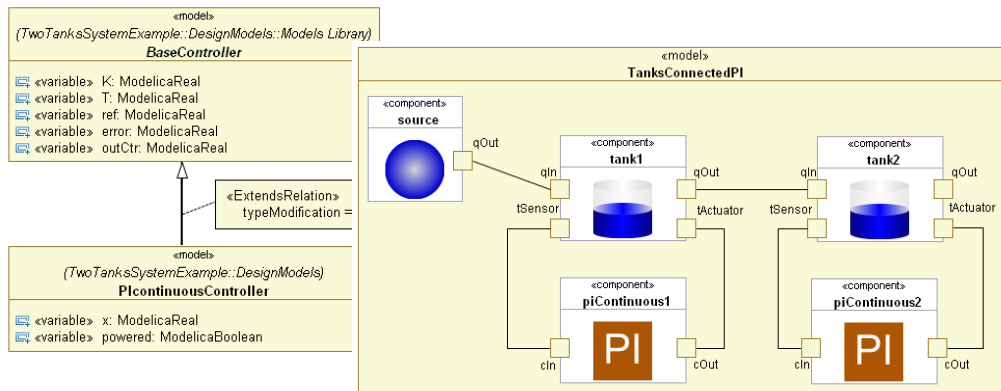 «model»
(TwoTanksSystemExample::DesignModels::Models Library)
BaseController
«variable» K: ModelicaReal
«variable» T: ModelicaReal
«variable» ref: ModelicaReal
«variable» error: ModelicaReal
«variable» outCtr: ModelicaReal
«ExtendsRelation»
typeModification =
«model»
(TwoTanksSystemExample::DesignModels)
PIcontinuousController
«variable» x: ModelicaReal
«variable» powered: ModelicaBoolean
«model»
TanksConnectedPI
«component»
source
qOut
«component»
tank1
qIn
qOut
tSensor
tActuator
«component»
tank2
qIn
qOut
tSensor
tActuator
«component»
piContinuous1
PI
cIn
cOut
«component»
piContinuous2
PI
cIn
cOut